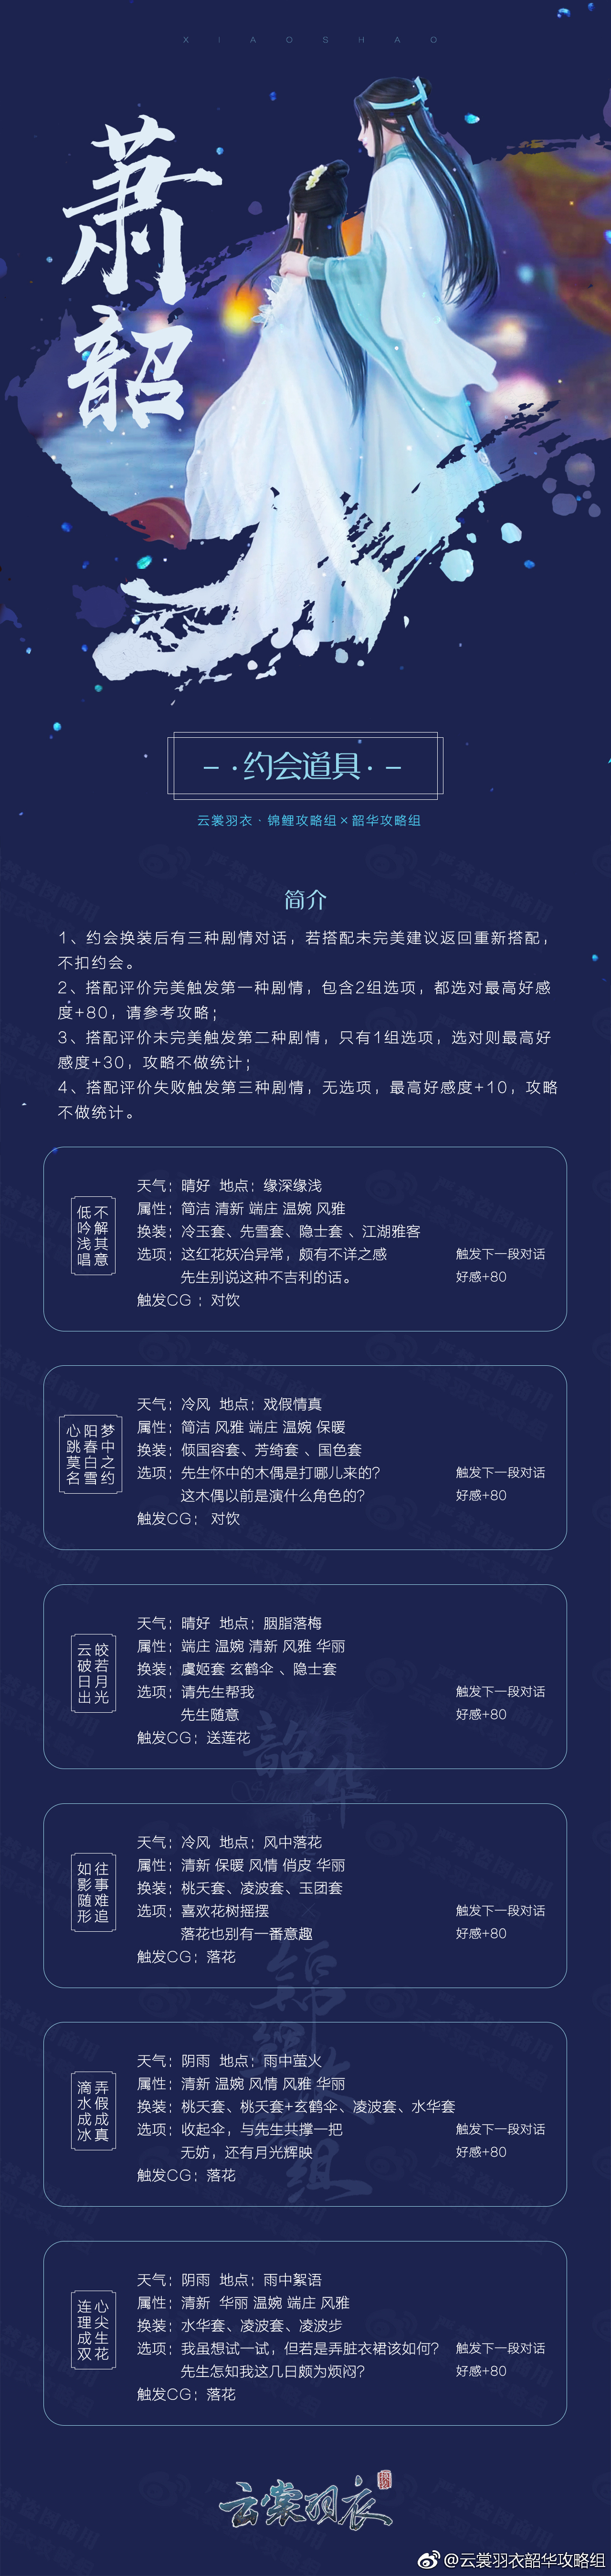 XIAOSHAO
萧韶
约会道具
云裳羽衣·锦鲤攻略组×韶华攻略组
简介
1、约会换装后有三种剧情对话，若搭配未完美建议返回重新搭配，
不扣约会。
2、搭配评价完美触发第一种剧情，包含2组选项，都选对最高好感
度+80，请参考攻略；
3、搭配评价未完美触发第二种剧情，只有1组选项，选对则最高好
感度+30，攻略不做统计；
4、搭配评价失败触发第三种剧情，无选项，最高好感度+10，攻略
不做统计。
不解其意
低吟浅唱
天气：晴好 地点：缘深缘浅
属性：简洁 清新 端庄 温婉 风雅
换装：冷玉套、先雪套、隐士套 、江湖雅客
选项：这红花妖冶异常，颇有不详之感 触发下一段对话
先生别说这种不吉利的话。 好感+80
触发CG ：对饮
梦中之约
阳春白雪
心跳莫名
天气：冷风 地点：戏假情真
属性：简洁 风雅 端庄 温婉 保暖
换装：倾国容套、芳绮套 、国色套
选项：先生怀中的木偶是打哪儿来的？ 触发下一段对话
这木偶以前是演什么角色的？ 好感+80
触发CG： 对饮
皎若月光
云破日出
天气：晴好 地点：胭脂落梅
属性：端庄 温婉 清新 风雅 华丽
换装：虞姬套 玄鹤伞 、隐士套
选项：请先生帮我 触发下一段对话
先生随意 好感+80
触发CG：送莲花
往事难追
如影随形
天气：冷风 地点：风中落花
属性：清新 保暖 风情 俏皮 华丽
换装：桃夭套、凌波套、玉团套
选项：喜欢花树摇摆 触发下一段对话
落花也别有一番意趣 好感+80
触发CG：落花
弄假成真
滴水成冰
天气：阴雨 地点：雨中萤火
属性：清新 温婉 风情 风雅 华丽
换装：桃夭套、桃夭套+玄鹤伞、凌波套、水华套
选项：收起伞，与先生共撑一把 触发下一段对话
无妨，还有月光辉映 好感+80
触发CG：落花
心尖生花
连理成双
天气：阴雨 地点：雨中絮语
属性：清新 华丽 温婉 端庄 风雅
换装：水华套、凌波套、凌波步
选项：我虽想试一试，但若是弄脏衣裙该如何？ 触发下一段对话
先生怎知我这几日颇为烦闷？ 好感+80
触发CG：落花
云裳羽衣
@云裳羽衣韶华攻略组